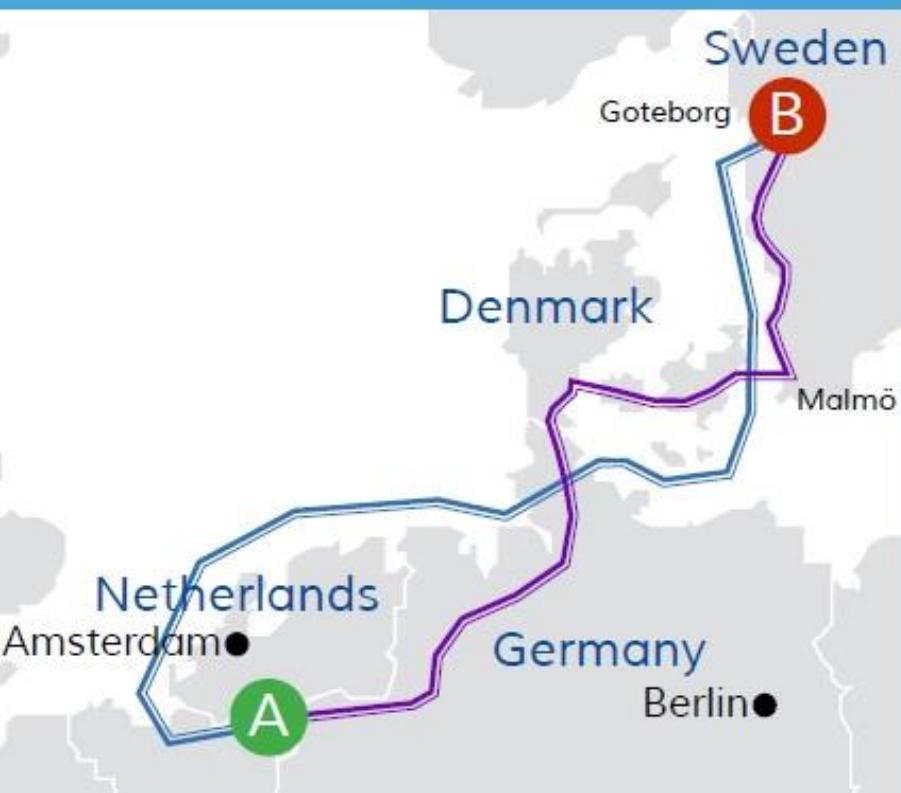 Sweden
Goteborg
B
Denmark
Malmö
Netherlands
Amsterdam
Germany
Berlin
A